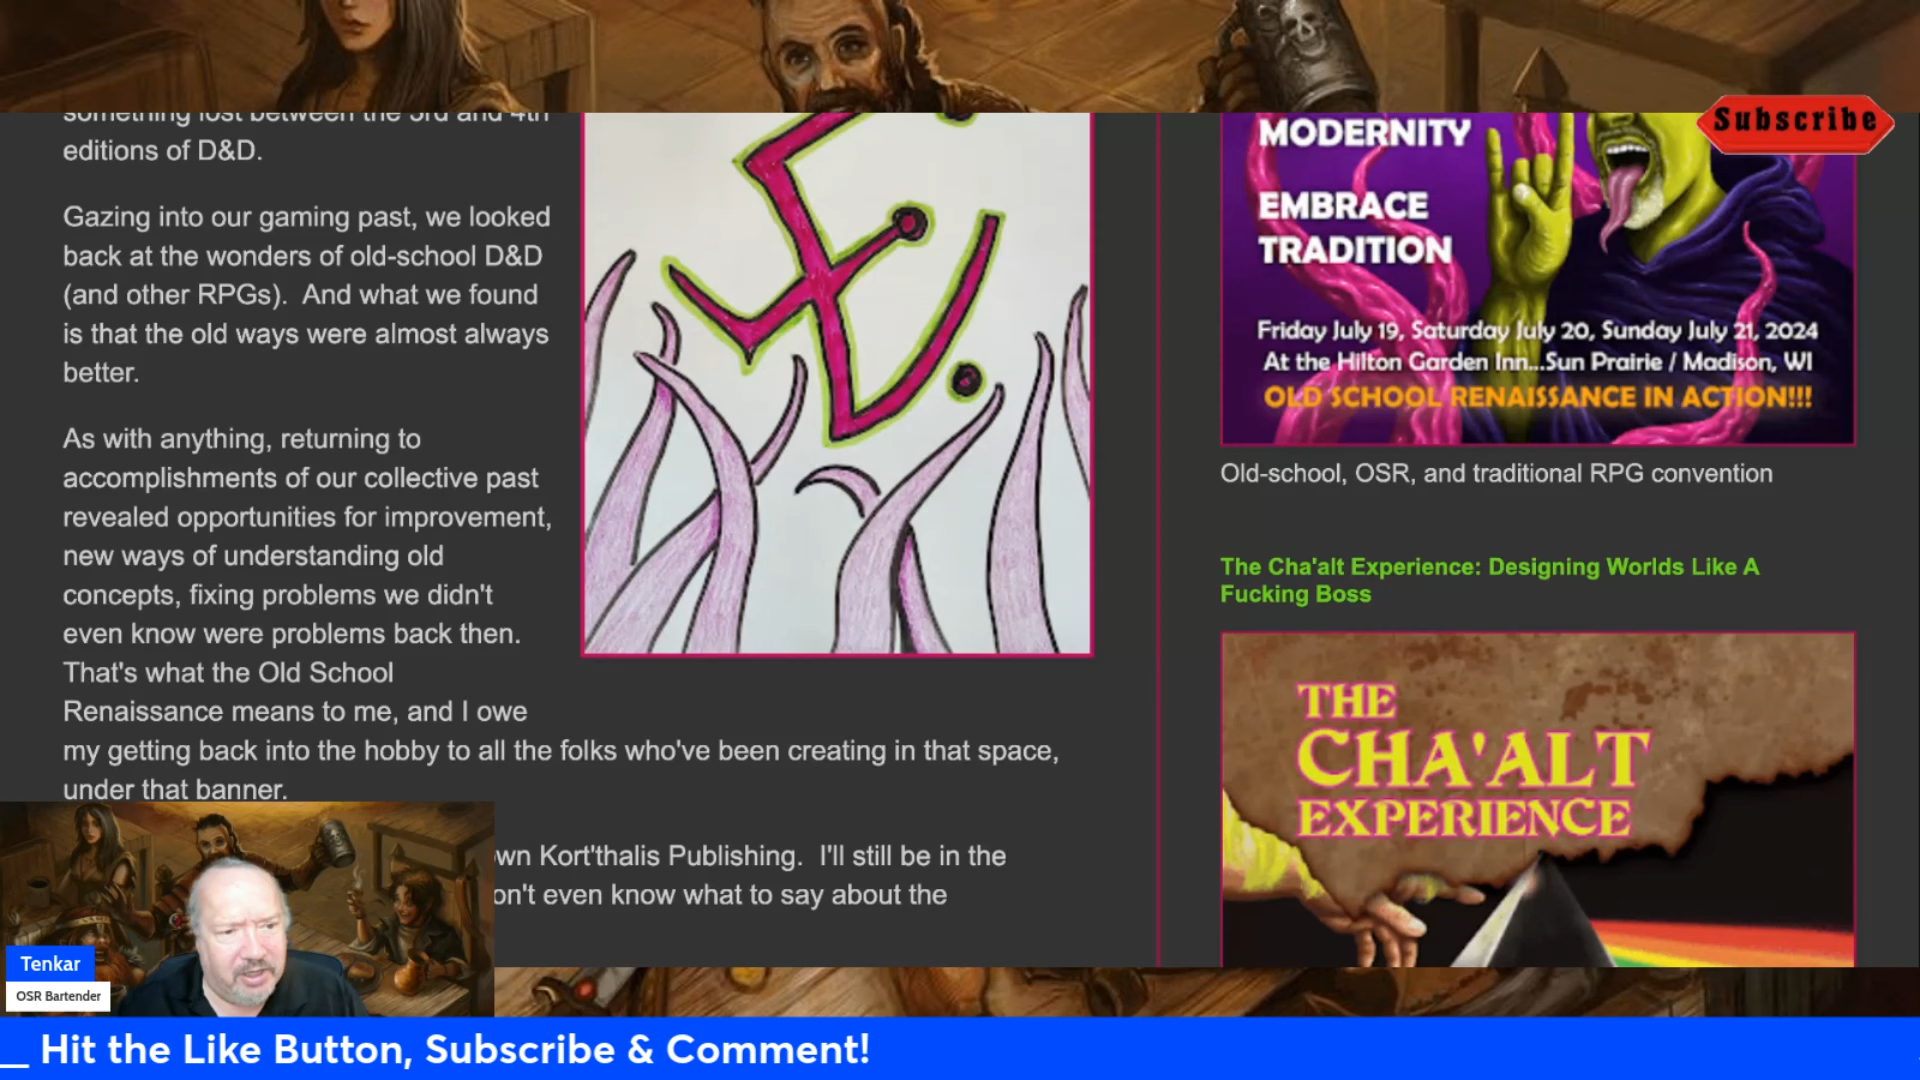 something lost between the 3rd and 4th
editions of D&D.
Gazing into our gaming past, we looked
back at the wonders of old-school D&D
(and other RPGs).  And what we found
is that the old ways were almost always
better.
As with anything, returning to
accomplishments of our collective past
revealed opportunities for improvement,
new ways of understanding old
concepts, fixing problems we didn't
even know were problems back then.
That's what the Old School
Renaissance means to me, and I owe
my getting back into the hobby to all the folks who've been creating in that space,
under that banner.
Kort'thalis Publishing.  I'll still be in the
even know what to say about the
Subscribe
MODERNITY
EMBRACE
TRADITION
Friday July 19, Saturday July 20, Sunday July 21, 2024
At the Hilton Garden Inn...Sun Prairie / Madison, WI
OLD SCHOOL RENAISSANCE IN ACTION!!!
Old-school, OSR, and traditional RPG convention
The Cha'alt Experience: Designing Worlds Like A
Fucking Boss
THE
CHA'ALT
EXPERIENCE
Tenkar
OSR Bartender
Hit the Like Button, Subscribe & Comment!